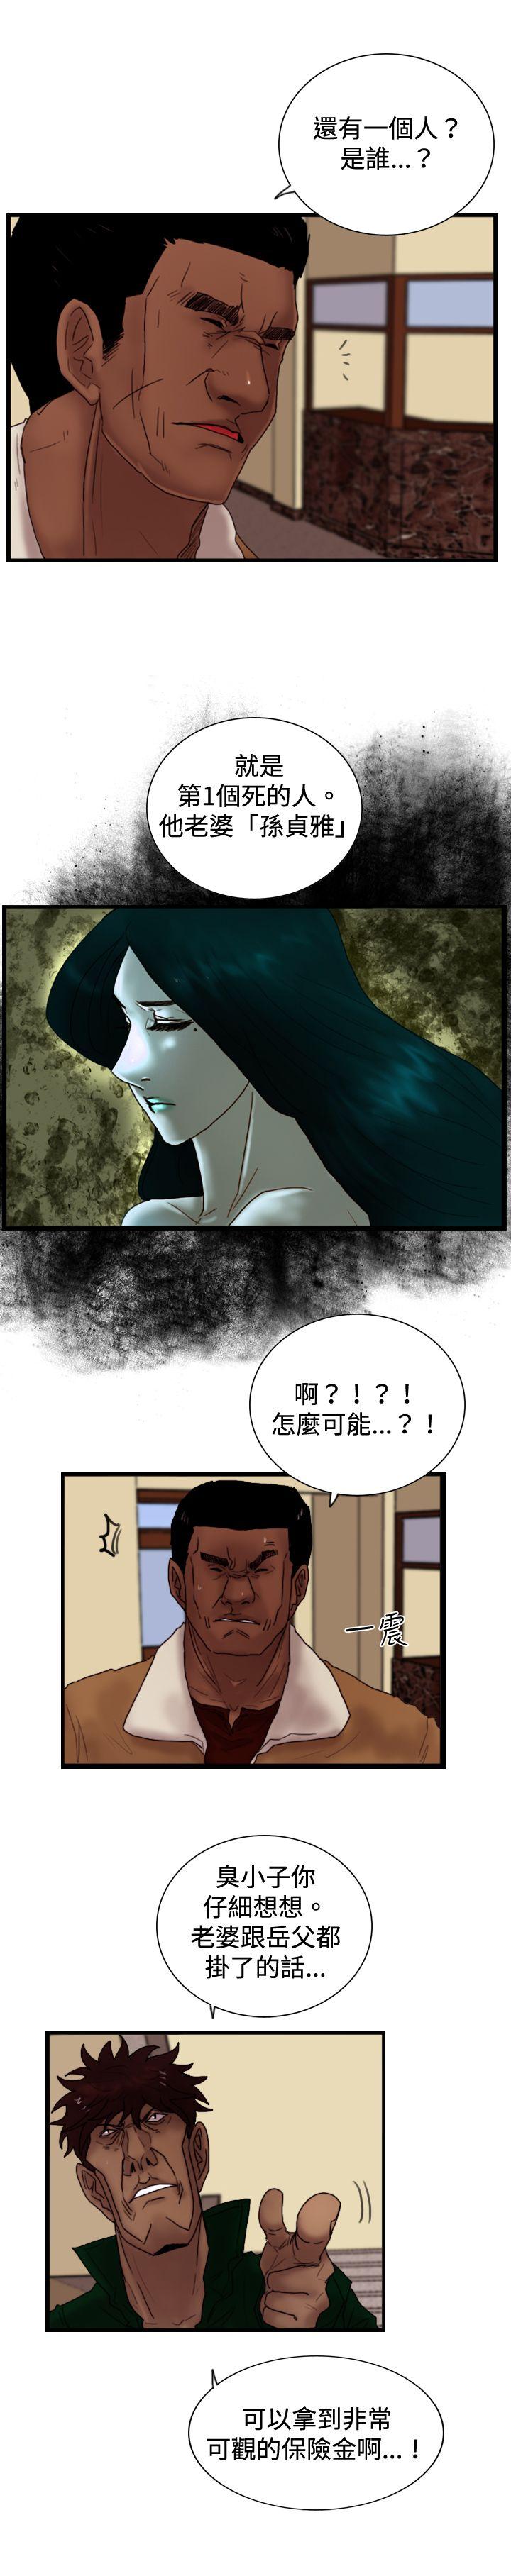 還有一個人？
是誰...？
就是
第1個死的人。
他老婆「孫貞雅」
啊？！？！
怎麼可能...？！
一震
臭小子你
仔細想想。
老婆跟岳父都
掛了的話...
可以拿到非常
可觀的保險金啊...！